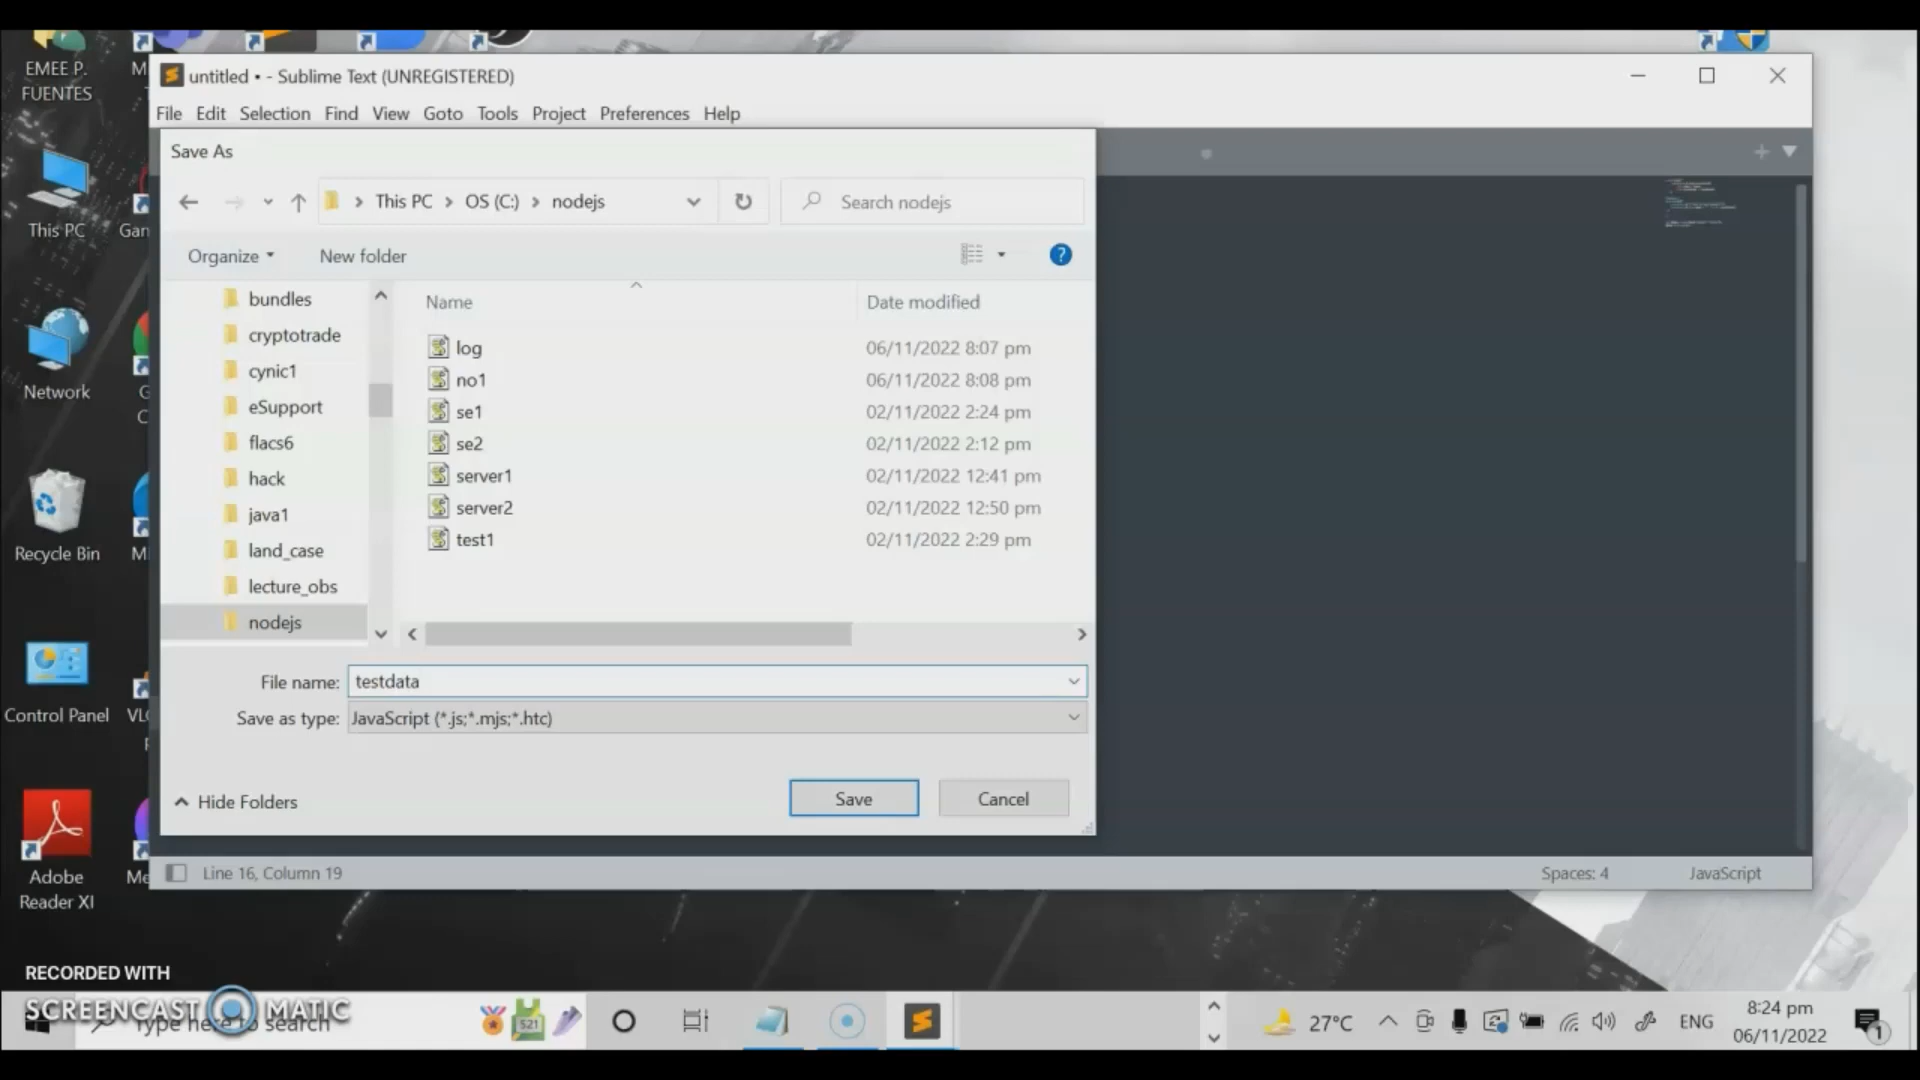 EMEE P.
FUENTES
This PC
Network
Recycle Bin
Control Panel
Adobe
Reader XI
untitled • - Sublime Text (UNREGISTERED)
File Edit Selection Find View Goto Tools Project Preferences Help
Save As
This PC > OS (C:) > nodejs
Search nodejs
Organize
New folder
bundles
cryptotrade
cynic1
eSupport
flacs6
hack
java1
land_case
lecture_obs
nodejs
Name Date modified
log 06/11/2022 8:07 pm
no1 06/11/2022 8:08 pm
se1 02/11/2022 2:24 pm
se2 02/11/2022 2:12 pm
server1 02/11/2022 12:41 pm
server2 02/11/2022 12:50 pm
test1 02/11/2022 2:29 pm
File name: testdata
Save as type: JavaScript (*.js;*.mjs;*.htc)
Hide Folders
Save
Cancel
Line 16, Column 19
Spaces: 4
JavaScript
RECORDED WITH
SCREENCAST MATIC
Type here to search
521
27°C
ENG
8:24 pm
06/11/2022
1